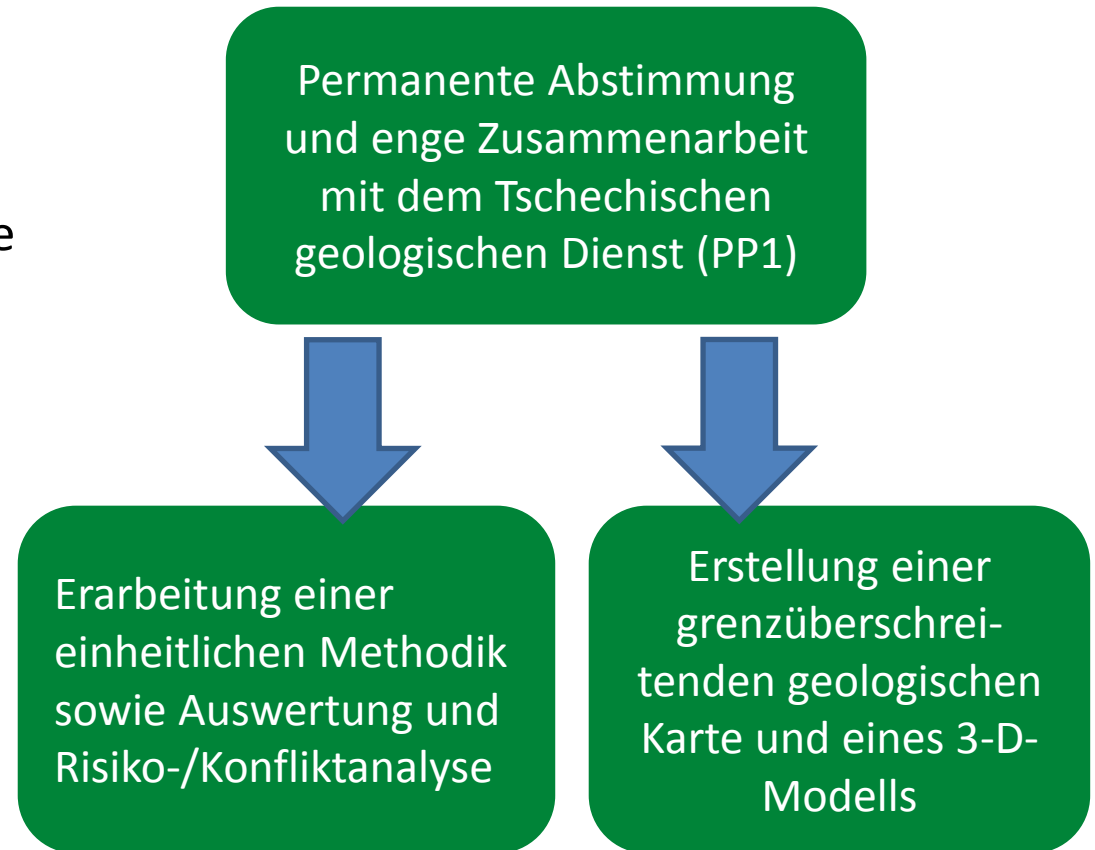 Permanente Abstimmung
und enge Zusammenarbeit
mit dem Tschechischen
geologischen Dienst (PP1)
e
Erarbeitung einer
einheitlichen Methodik
sowie Auswertung und
Risiko-/Konfliktanalyse
Erstellung einer
grenzüberschrei-
tenden geologischen
Karte und eines 3-D-
Modells